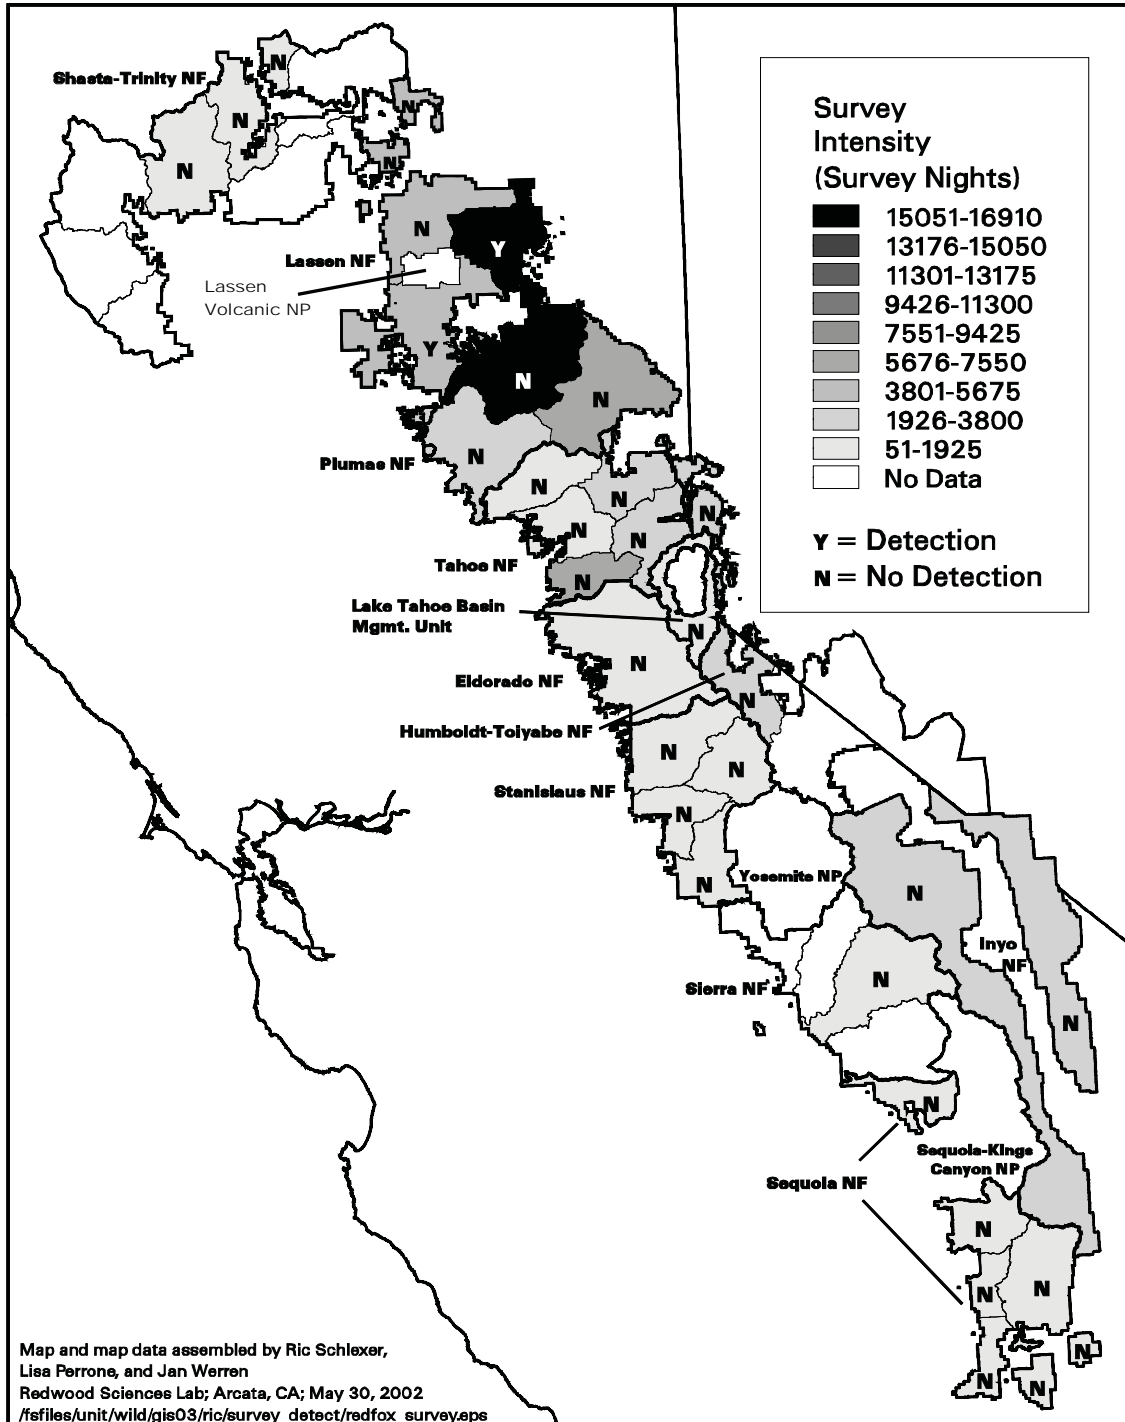 Shasta-Trinity NF
N
N
N
N
N
N
Lassen NF
Y
Lassen
Volcanic NP
Y
N
N
N
Plumas NF
N
N
N
N
N
Tahoe NF
N
Lake Tahoe Basin
Mgmt. Unit
N
N
Eldorado NF
N
Humboldt-Toiyabe NF
N
N
Stanislaus NF
N
N
Yosemite NP
N
Inyo
NF
N
Sierra NF
N
N
Sequoia-Kings
Canyon NP
Sequoia NF
N
N
N
N
N
N
Survey
Intensity
(Survey Nights)
15051-16910
13176-15050
11301-13175
9426-11300
7551-9425
5676-7550
3801-5675
1926-3800
51-1925
No Data
Y = Detection
N = No Detection
Map and map data assembled by Ric Schlexer,
Lisa Perrone, and Jan Werren
Redwood Sciences Lab; Arcata, CA; May 30, 2002
/fsfiles/unit/wild/gis03/ric/survey_detect/redfox_survey.eps